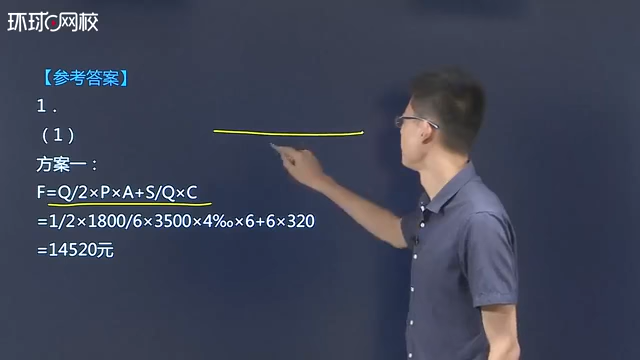 环球网校
【参考答案】
1．
（1）
方案一：
F=Q/2×P×A+S/Q×C
=1/2×1800/6×3500×4‰×6+6×320
=14520元